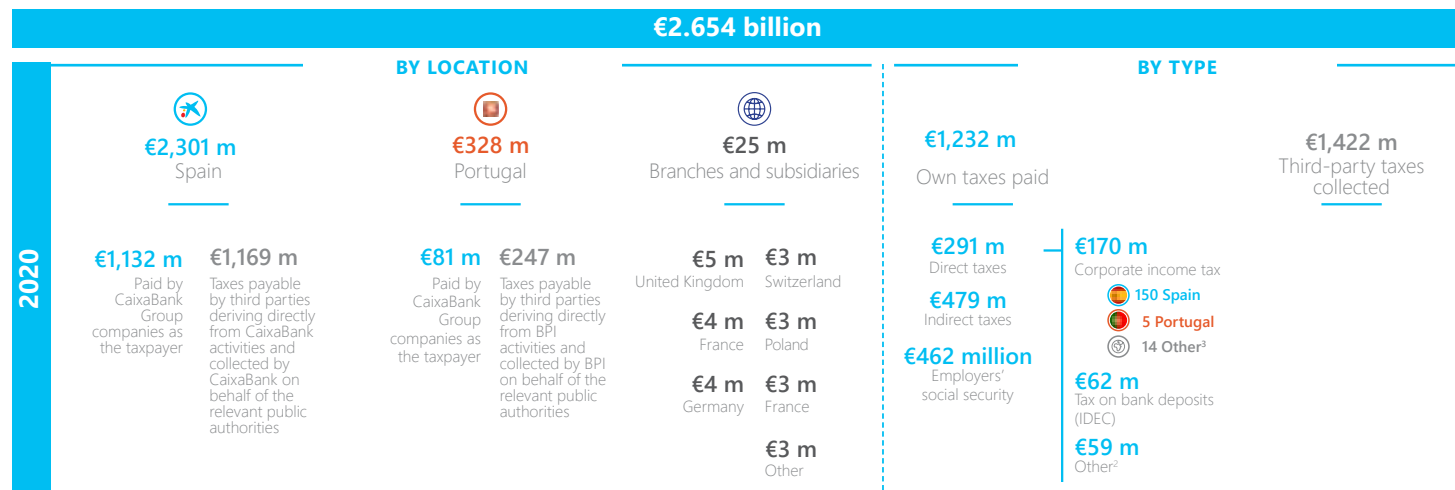 €2.654 billion
2020
BY LOCATION
€2,301 m
Spain
€1,132 m
Paid by
CaixaBank
Group
companies as
the taxpayer
€1,169 m
Taxes payable
by third parties
deriving directly
from CaixaBank
activities and
collected by
CaixaBank on
behalf of the
relevant public
authorities
€328 m
Portugal
€81 m
Paid by
CaixaBank
Group
companies as
the taxpayer
€247 m
Taxes payable
by third parties
deriving directly
from BPI
activities and
collected by BPI
on behalf of the
relevant public
authorities
€25 m
Branches and subsidiaries
€5 m
United Kingdom
€3 m
Switzerland
€4 m
France
€3 m
Poland
€4 m
Germany
€3 m
France
€3 m
Other
BY TYPE
€1,232 m
Own taxes paid
€291 m
Direct taxes
€479 m
Indirect taxes
€462 million
Employers'
social security
€170 m
Corporate income tax
150 Spain
5 Portugal
14 Other³
€62 m
Tax on bank deposits
(IDEC)
€59 m
Other²
€1,422 m
Third-party taxes
collected